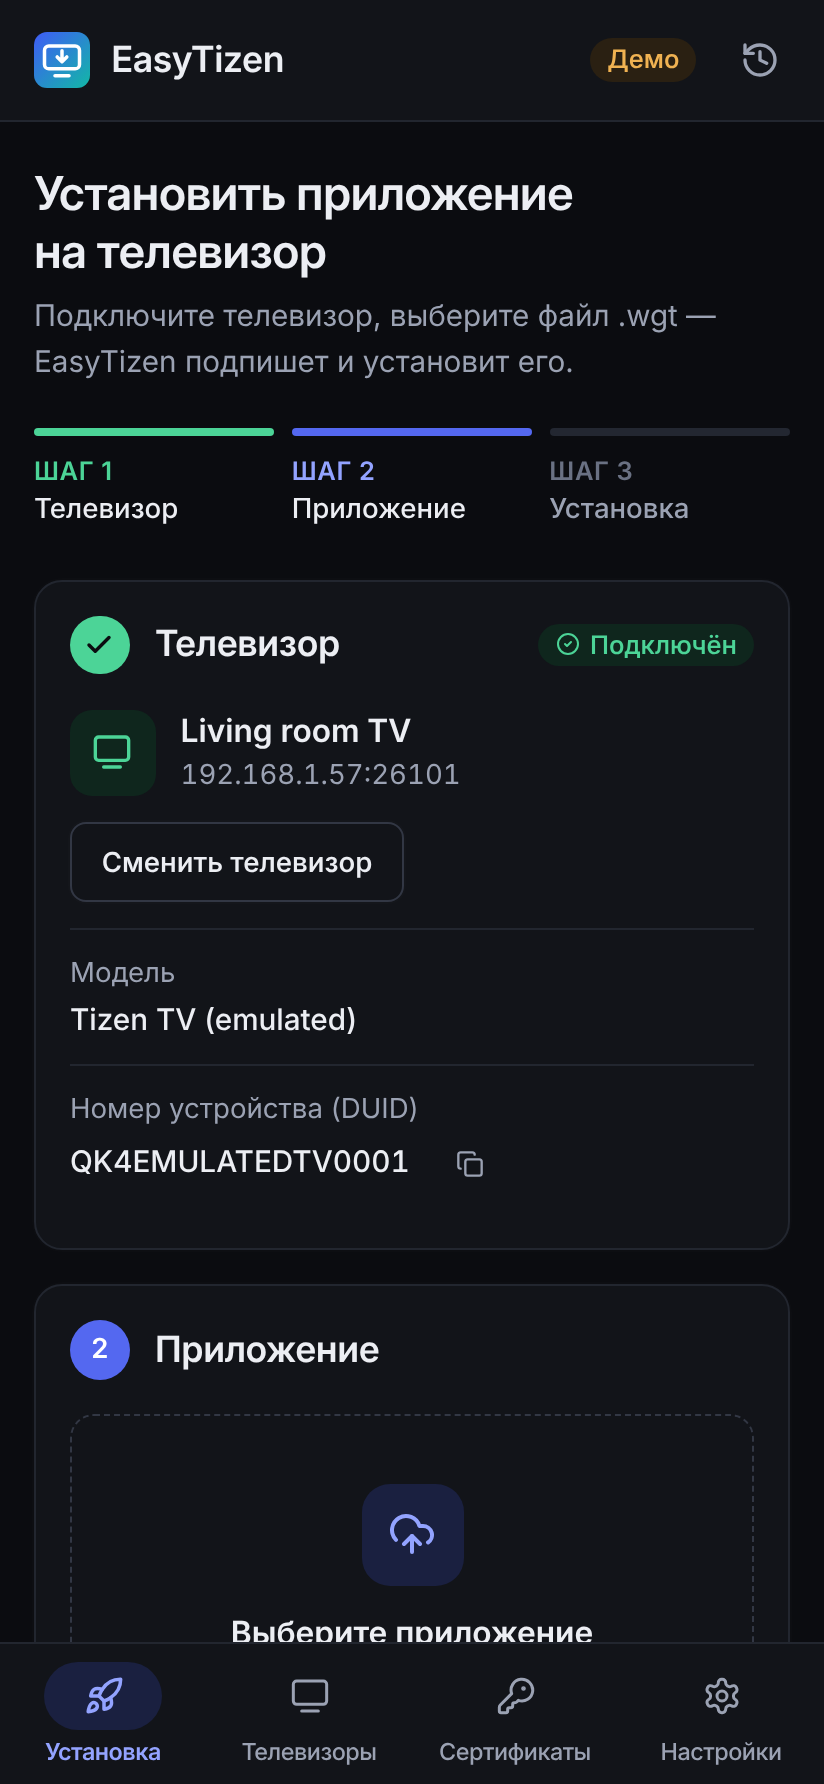 EasyTizen
Демо
Установить приложение
на телевизор
Подключите телевизор, выберите файл .wgt —
EasyTizen подпишет и установит его.
ШАГ 1
Телевизор
ШАГ 2
Приложение
ШАГ 3
Установка
Телевизор
Подключён
Living room TV
192.168.1.57:26101
Сменить телевизор
Модель
Tizen TV (emulated)
Номер устройства (DUID)
QK4EMULATEDTV0001
2
Приложение
Выберите приложение
Установка
Телевизоры
Сертификаты
Настройки